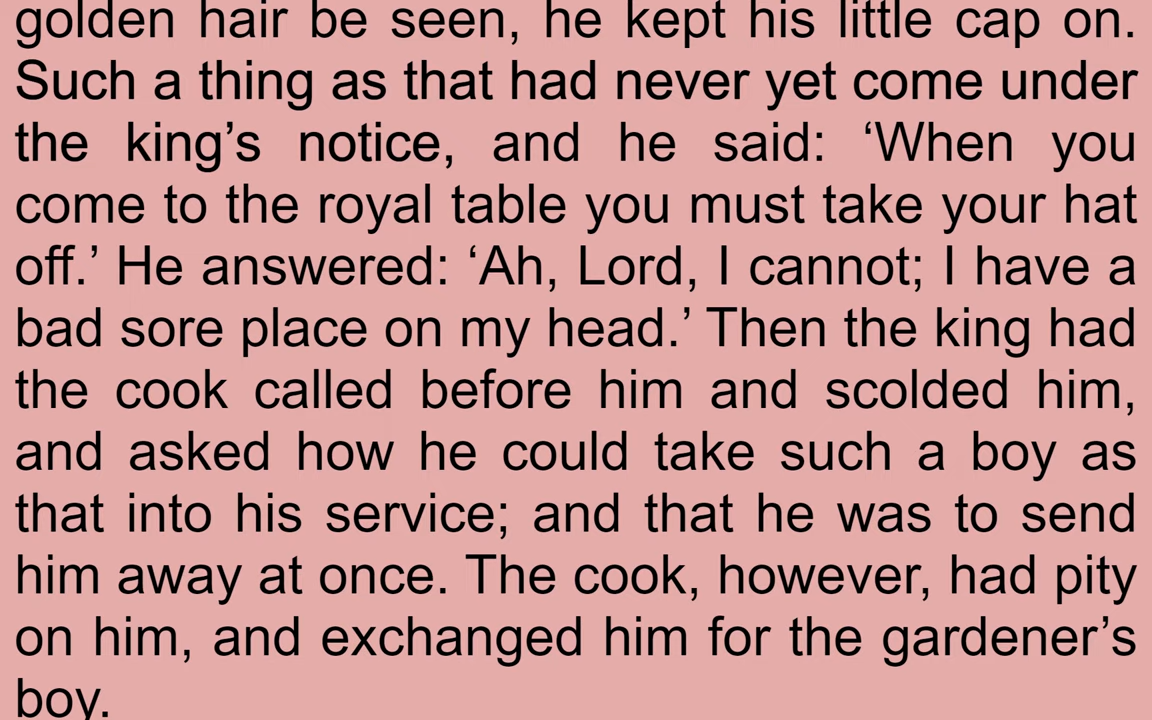 golden hair be seen, he kept his little cap on.
Such a thing as that had never yet come under
the king’s notice, and he said: ‘When you
come to the royal table you must take your hat
off.’ He answered: ‘Ah, Lord, I cannot; I have a
bad sore place on my head.’ Then the king had
the cook called before him and scolded him,
and asked how he could take such a boy as
that into his service; and that he was to send
him away at once. The cook, however, had pity
on him, and exchanged him for the gardener’s
boy.